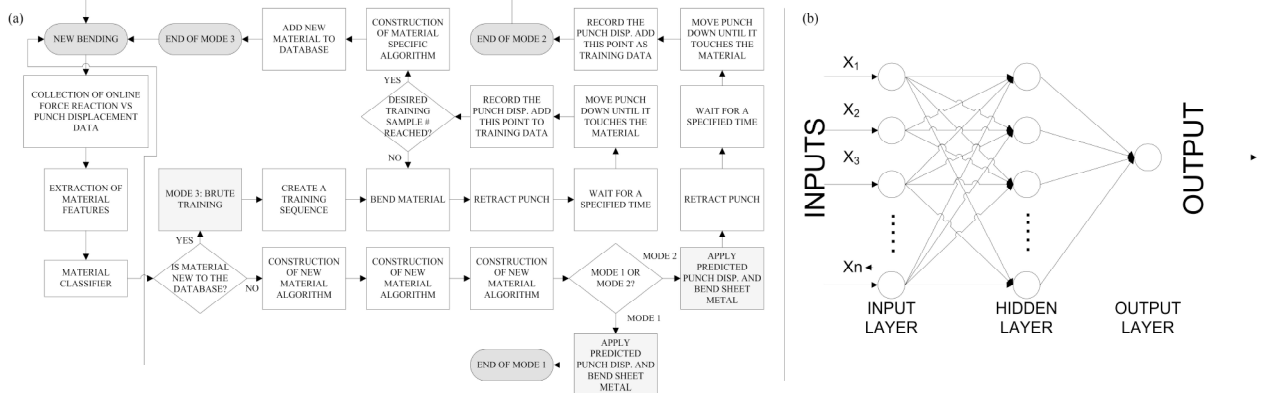 (a)
NEW BENDING
END OF MODE 3
ADD NEW
MATERIAL TO
DATABASE
CONSTRUCTION
OF MATERIAL
SPECIFIC
ALGORITHM
END OF MODE 2
RECORD THE
PUNCH DISP. ADD
THIS POINT AS
TRAINING DATA
MOVE PUNCH
DOWN UNTIL IT
TOUCHES THE
MATERIAL
COLLECTION OF ONLINE
FORCE REACTION VS
PUNCH DISPLACEMENT
DATA
YES
DESIRED
TRAINING
SAMPLE #
REACHED?
NO
RECORD THE
PUNCH DISP. ADD
THIS POINT TO
TRAINING DATA
MOVE PUNCH
DOWN UNTIL IT
TOUCHES THE
MATERIAL
WAIT FOR A
SPECIFIED TIME
EXTRACTION OF
MATERIAL
FEATURES
MODE 3: BRUTE
TRAINING
CREATE A
TRAINING
SEQUENCE
BEND MATERIAL
RETRACT PUNCH
WAIT FOR A
SPECIFIED TIME
RETRACT PUNCH
MATERIAL
CLASSIFIER
YES
IS MATERIAL
NEW TO THE
DATABASE?
NO
CONSTRUCTION
OF NEW
MATERIAL
ALGORITHM
CONSTRUCTION
OF NEW
MATERIAL
ALGORITHM
CONSTRUCTION
OF NEW
MATERIAL
ALGORITHM
MODE 1 OR
MODE 2?
MODE 2
APPLY
PREDICTED
PUNCH DISP. AND
BEND SHEET
METAL
MODE 1
END OF MODE 1
APPLY
PREDICTED
PUNCH DISP. AND
BEND SHEET
METAL
(b)
INPUTS
X1
X2
X3
Xn
INPUT
LAYER
HIDDEN
LAYER
OUTPUT
LAYER
OUTPUT